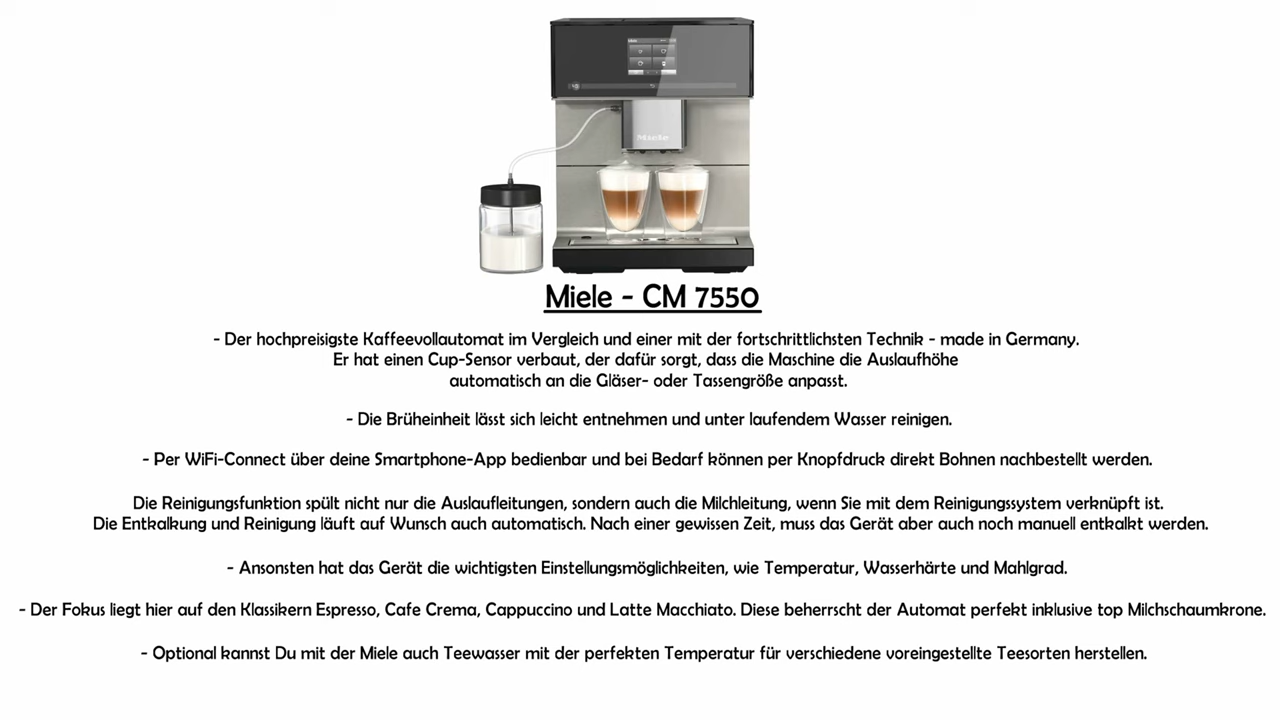 Miele - CM 7550
- Der hochpreisigste Kaffeevollautomat im Vergleich und einer mit der fortschrittlichsten Technik - made in Germany.
Er hat einen Cup-Sensor verbaut, der dafür sorgt, dass die Maschine die Auslaufhöhe
automatisch an die Gläser- oder Tassengröße anpasst.
- Die Brüheinheit lässt sich leicht entnehmen und unter laufendem Wasser reinigen.
- Per WiFi-Connect über deine Smartphone-App bedienbar und bei Bedarf können per Knopfdruck direkt Bohnen nachbestellt werden.
Die Reinigungsfunktion spült nicht nur die Auslaufleitungen, sondern auch die Milchleitung, wenn Sie mit dem Reinigungssystem verknüpft ist.
Die Entkalkung und Reinigung läuft auf Wunsch auch automatisch. Nach einer gewissen Zeit, muss das Gerät aber auch noch manuell entkalkt werden.
- Ansonsten hat das Gerät die wichtigsten Einstellungsmöglichkeiten, wie Temperatur, Wasserhärte und Mahlgrad.
- Der Fokus liegt hier auf den Klassikern Espresso, Cafe Crema, Cappuccino und Latte Macchiato. Diese beherrscht der Automat perfekt inklusive top Milchschaumkrone.
- Optional kannst Du mit der Miele auch Teewasser mit der perfekten Temperatur für verschiedene voreingestellte Teesorten herstellen.